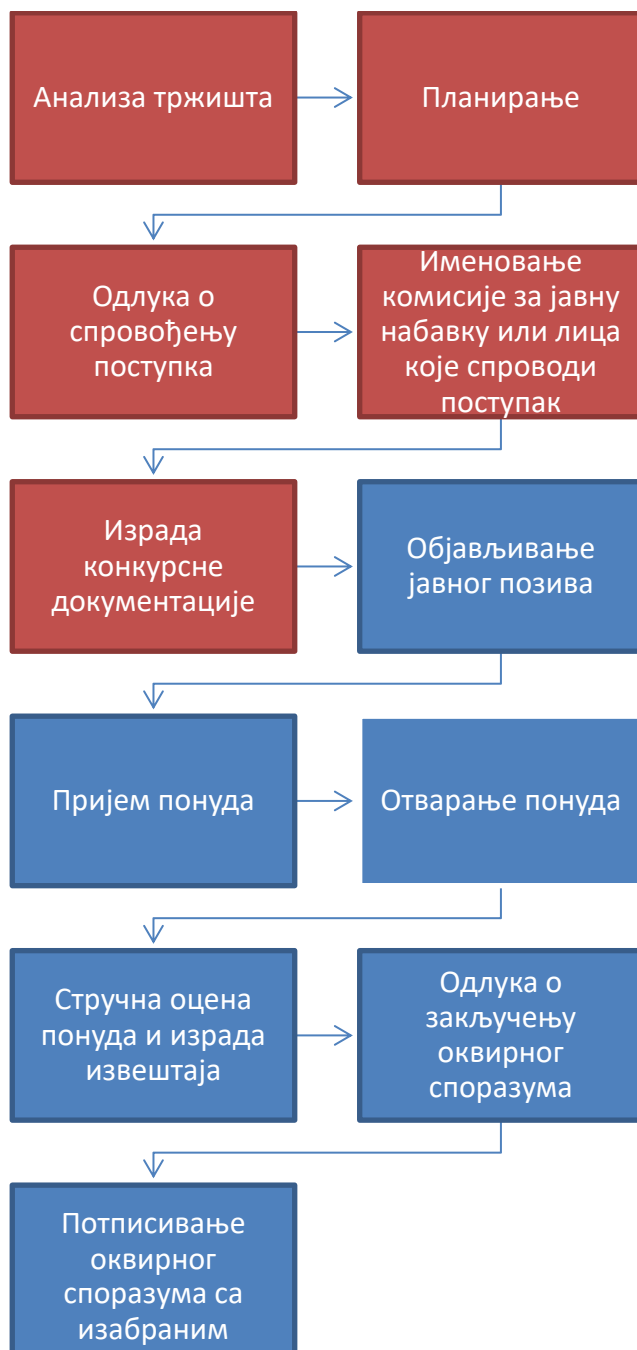 Анализа тржишта
Планирање
Одлука о
спровођењу
поступка
Именовање
комисије за јавну
набавку или лица
које спроводи
поступак
Израда
конкурсне
документације
Објављивање
јавног позива
Пријем понуда
Отварање понуда
Стручна оцена
понуда и израда
извештаја
Одлука о
закључењу
оквирног
споразума
Потписивање
оквирног
споразума са
изабраним